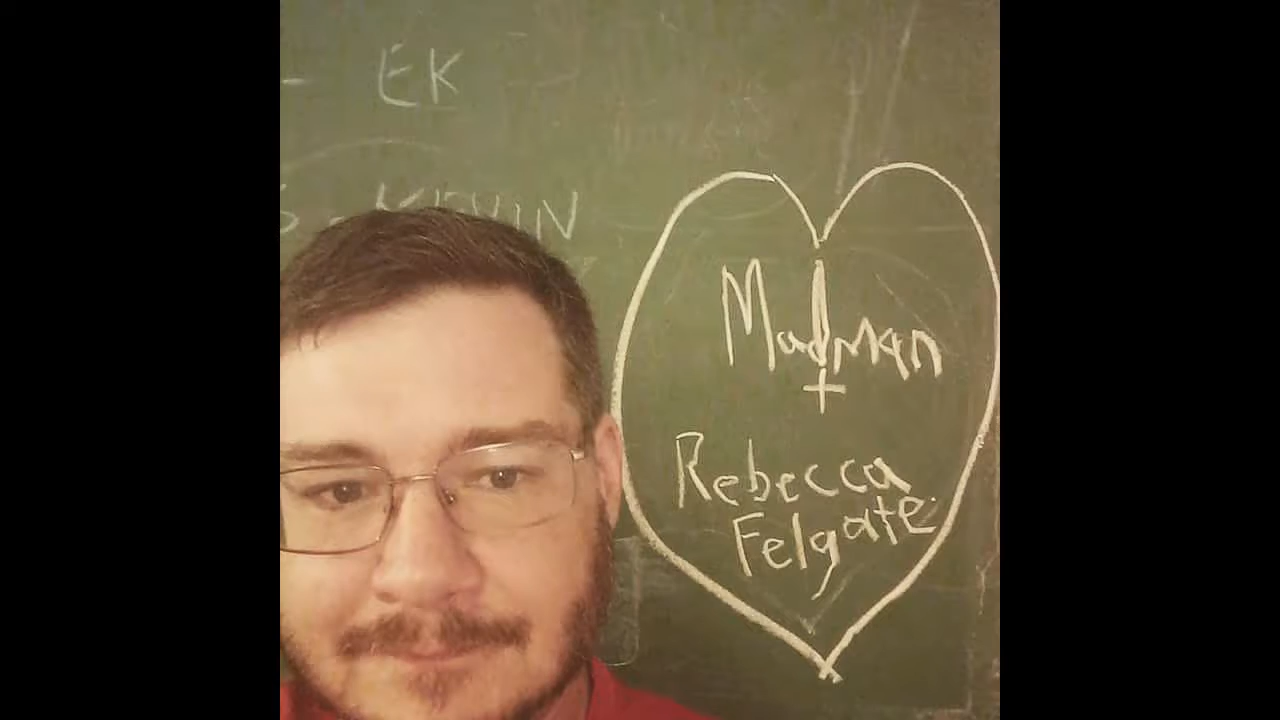 - EK
S - KEVIN
Madman
+
Rebecca
Felgate